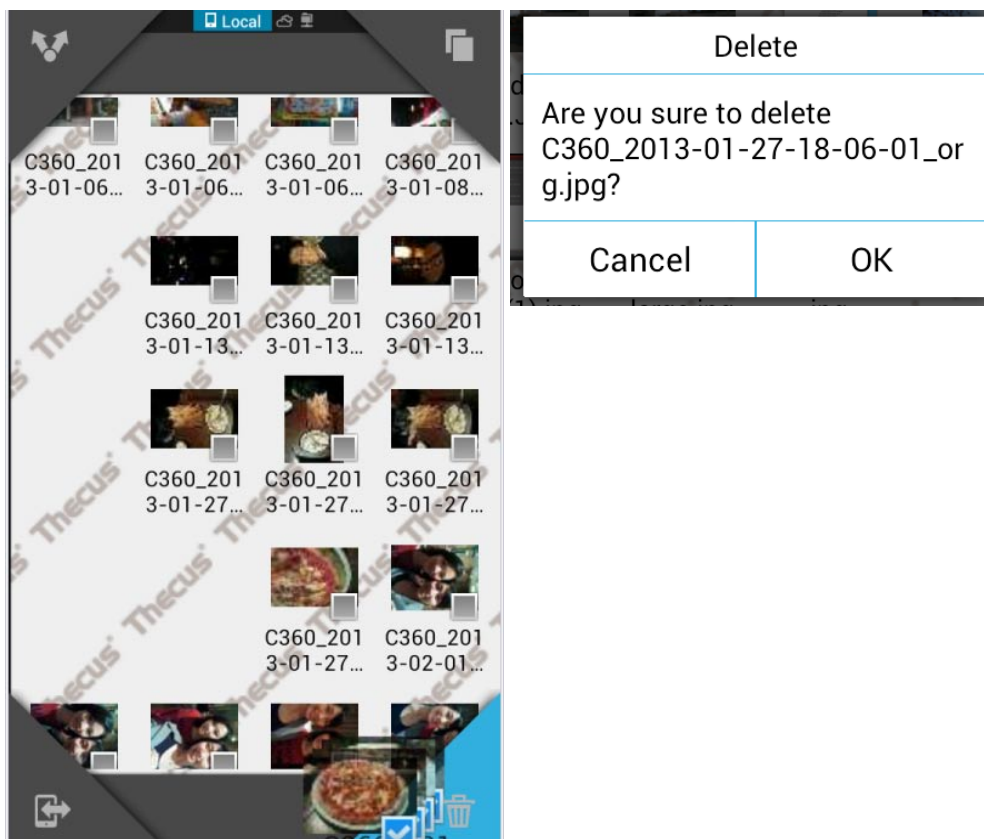 Local
C360_201 C360_201 C360_201 C360_201
3-01-06... 3-01-06... 3-01-06... 3-01-08...
C360_201 C360_201 C360_201
3-01-13... 3-01-13... 3-01-13...
C360_201 C360_201 C360_201
3-01-27... 3-01-27... 3-01-27...
C360_201 C360_201
3-01-27... 3-02-01...
Thecus
Delete
Are you sure to delete
C360_2013-01-27-18-06-01_or
g.jpg?
Cancel OK